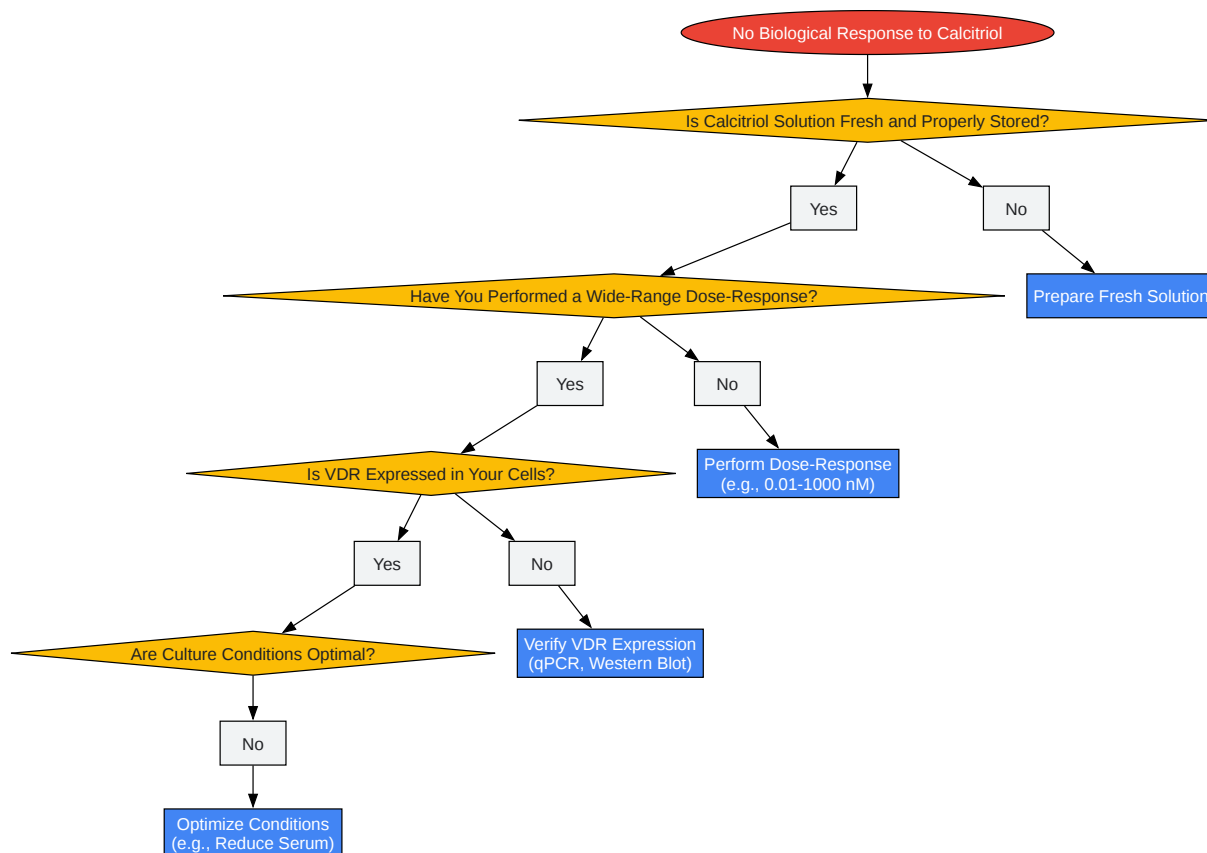 No Biological Response to Calcitriol
Is Calcitriol Solution Fresh and Properly Stored?
Yes
No
Have You Performed a Wide-Range Dose-Response?
Prepare Fresh Solution
Yes
No
Is VDR Expressed in Your Cells?
Perform Dose-Response
(e.g., 0.01-1000 nM)
Yes
No
Are Culture Conditions Optimal?
Verify VDR Expression
(qPCR, Western Blot)
No
Optimize Conditions
(e.g., Reduce Serum)